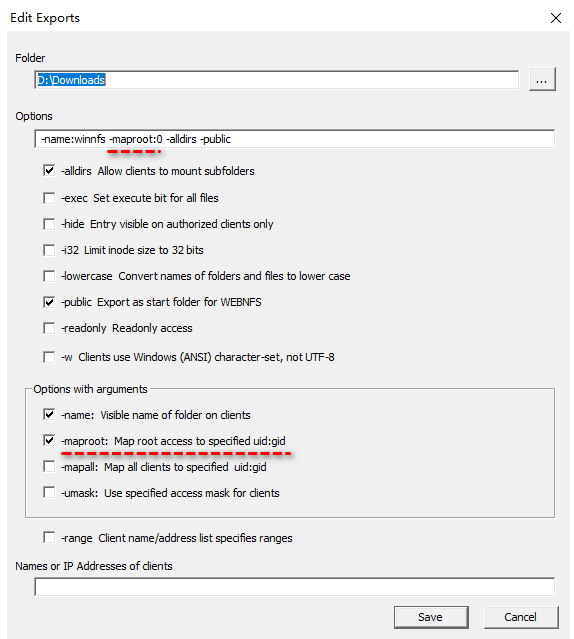 Edit Exports
Folder
D:\Downloads
...
Options
-name:winnfs -maproot:0 -alldirs -public
-alldirs Allow clients to mount subfolders
-exec Set execute bit for all files
-hide Entry visible on authorized clients only
-i32 Limit inode size to 32 bits
-lowercase Convert names of folders and files to lower case
-public Export as start folder for WEBNFS
-readonly Readonly access
-w Clients use Windows (ANSI) character-set, not UTF-8
Options with arguments
-name: Visible name of folder on clients
-maproot: Map root access to specified uid:gid
-mapall: Map all clients to specified uid:gid
-umask: Use specified access mask for clients
-range Client name/address list specifies ranges
Names or IP Addresses of clients
Save Cancel